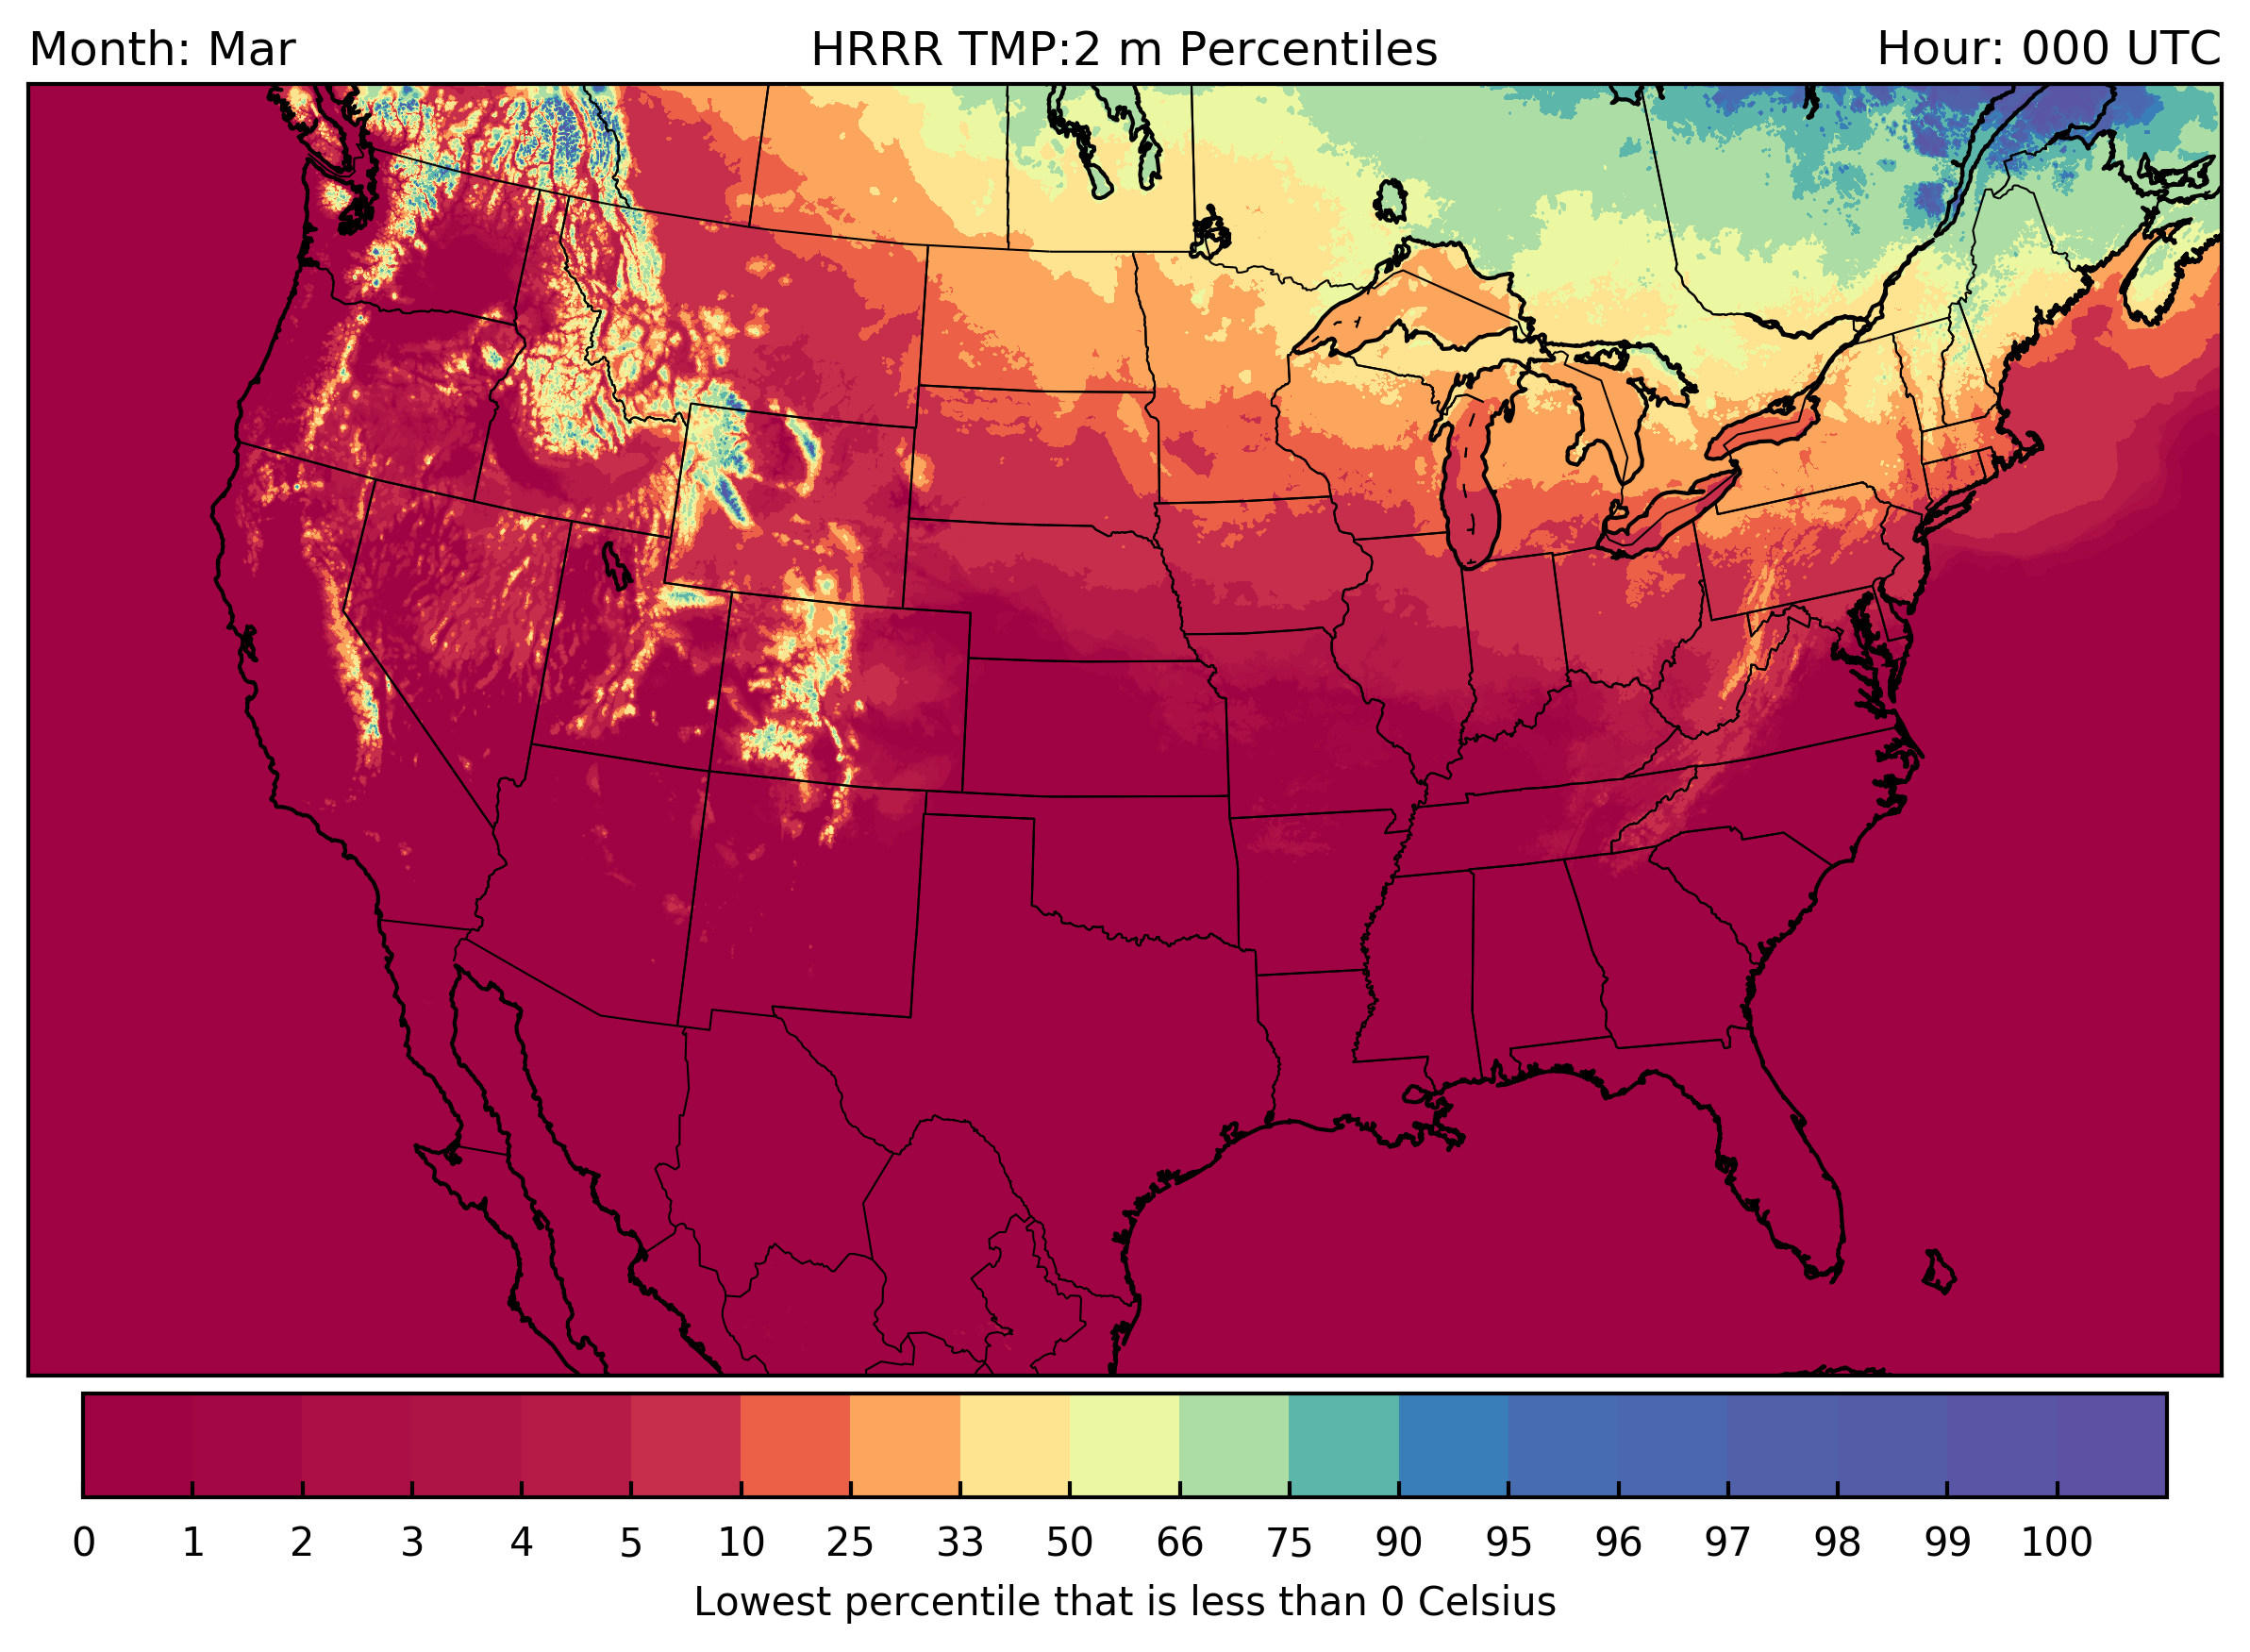 Month: Mar
HRRR TMP:2 m Percentiles
Hour: 000 UTC
0 1 2 3 4 5 10 25 33 50 66 75 90 95 96 97 98 99 100
Lowest percentile that is less than 0 Celsius